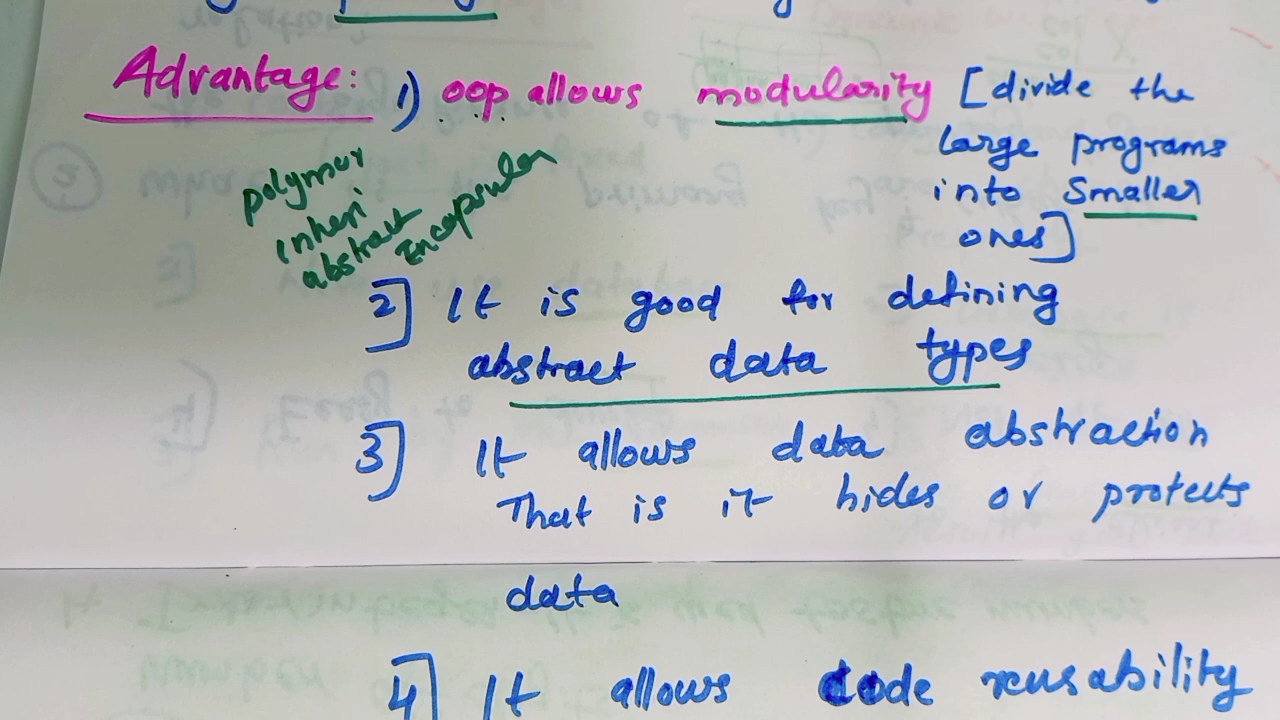 Advantage: 1) oop allows modularity [divide the
large programs
into smaller
ones]
polymor
inheri
abstract
Encapsulan
2] It is good for defining
abstract data types
3] It allows data abstraction
That is it hides or protects
data
4] It allows code reusability